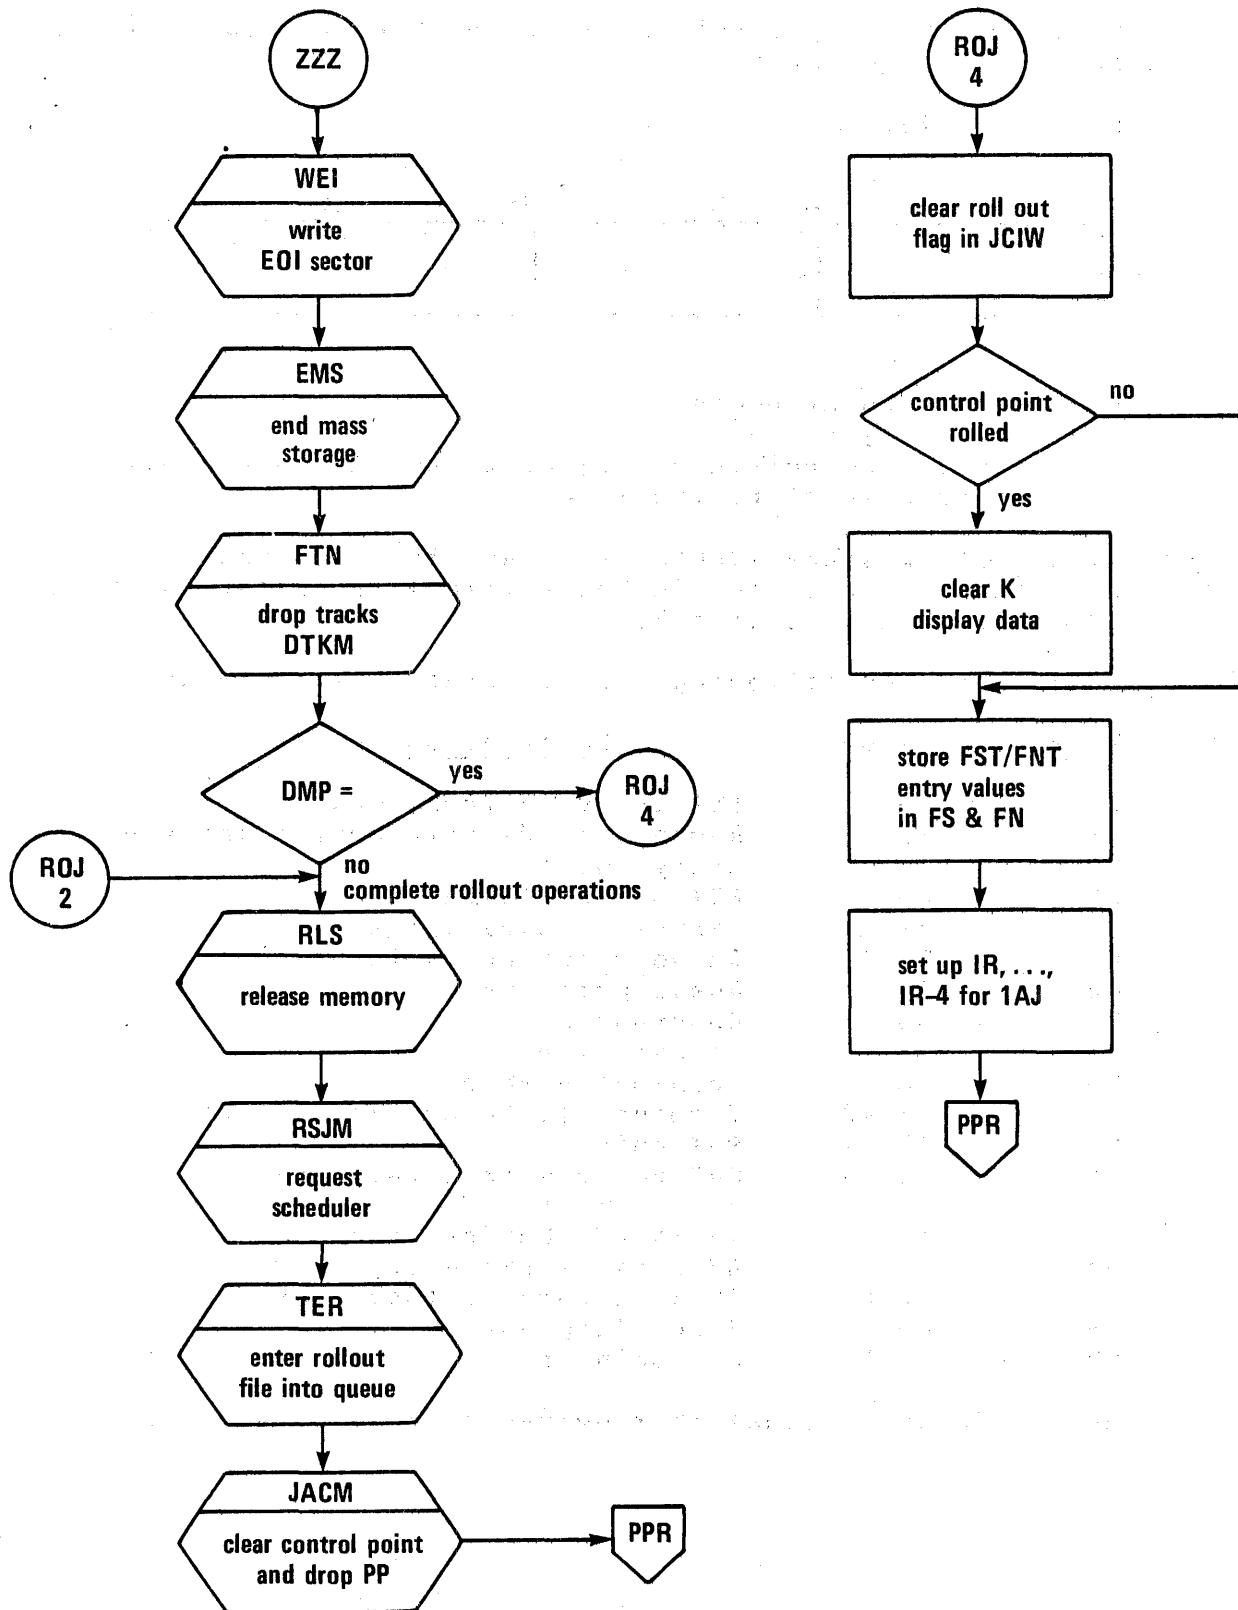 ZZZ
WEI
write
EOI sector
EMS
end mass
storage
FTN
drop tracks
DTKM
DMP =
yes
ROJ
4
ROJ
2
no
complete rollout operations
RLS
release memory
RSJM
request
scheduler
TER
enter rollout
file into queue
JACM
clear control point
and drop PP
PPR
ROJ
4
clear roll out
flag in JCIW
control point
rolled
no
yes
clear K
display data
store FST/FNT
entry values
in FS & FN
set up IR, . . .,
IR-4 for 1AJ
PPR